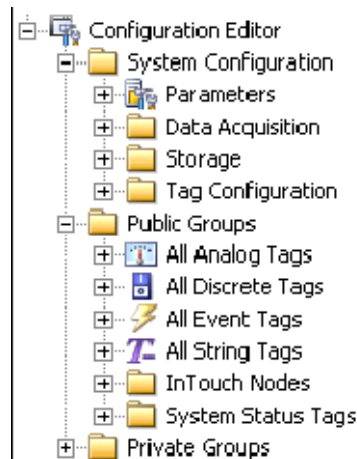 Configuration Editor
System Configuration
Parameters
Data Acquisition
Storage
Tag Configuration
Public Groups
All Analog Tags
All Discrete Tags
All Event Tags
All String Tags
InTouch Nodes
System Status Tags
Private Groups